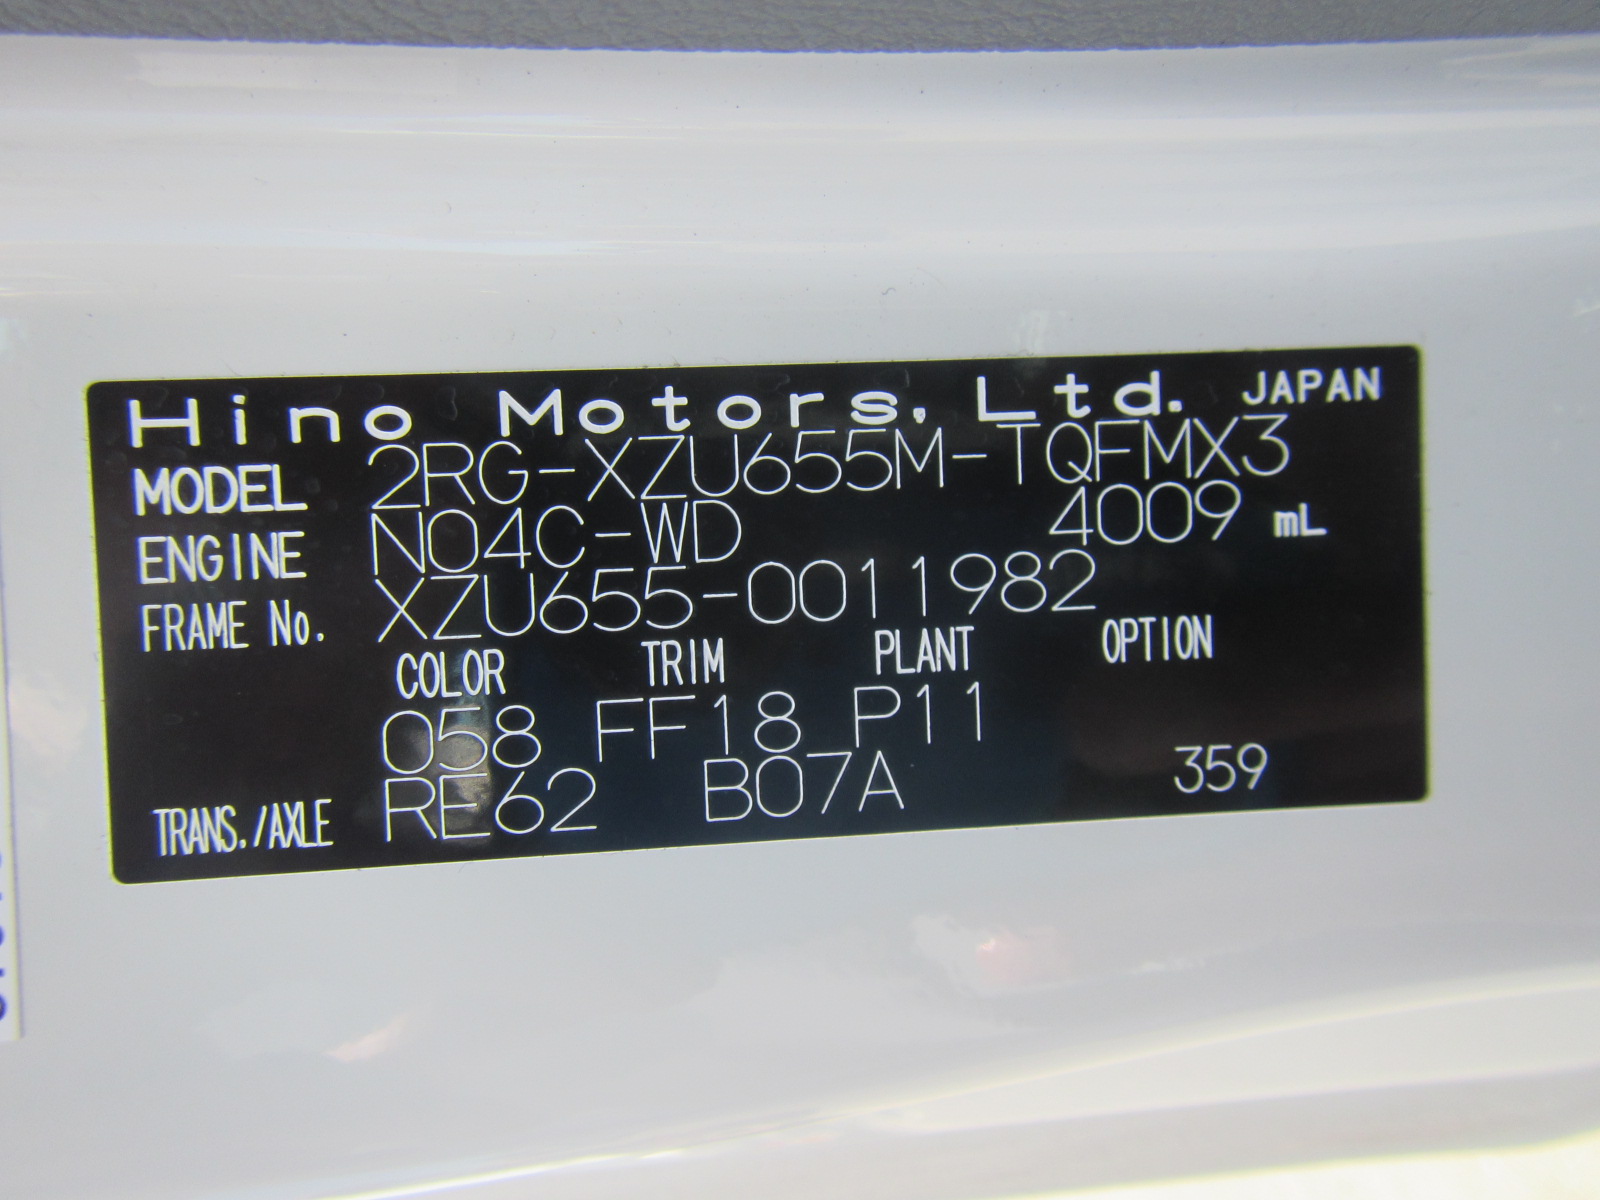 Hino Motors, Ltd. JAPAN
MODEL 2RG-XZU655M-TQFMX3
ENGINE N04C-WD 4009 mL
FRAME No. XZU655-0011982
COLOR TRIM PLANT OPTION
058 FF18 P11
TRANS./AXLE RE62 B07A 359